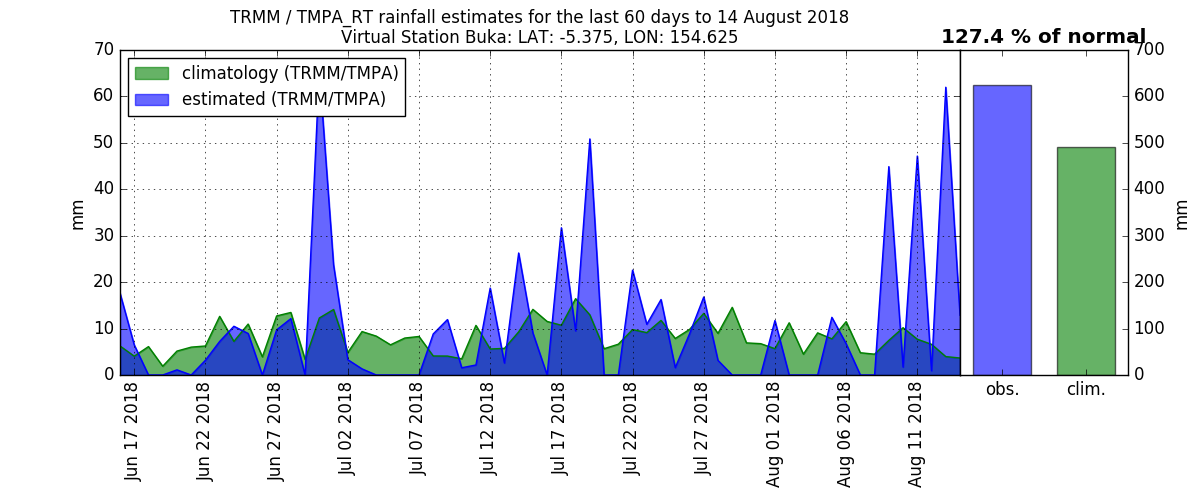 TRMM / TMPA_RT rainfall estimates for the last 60 days to 14 August 2018
Virtual Station Buka: LAT: -5.375, LON: 154.625
127.4 % of normal
climatology (TRMM/TMPA)
estimated (TRMM/TMPA)
70
60
50
40
30
20
10
0
mm
Jun 17 2018
Jun 22 2018
Jun 27 2018
Jul 02 2018
Jul 07 2018
Jul 12 2018
Jul 17 2018
Jul 22 2018
Jul 27 2018
Aug 01 2018
Aug 06 2018
Aug 11 2018
obs.
clim.
700
600
500
400
300
200
100
0
mm